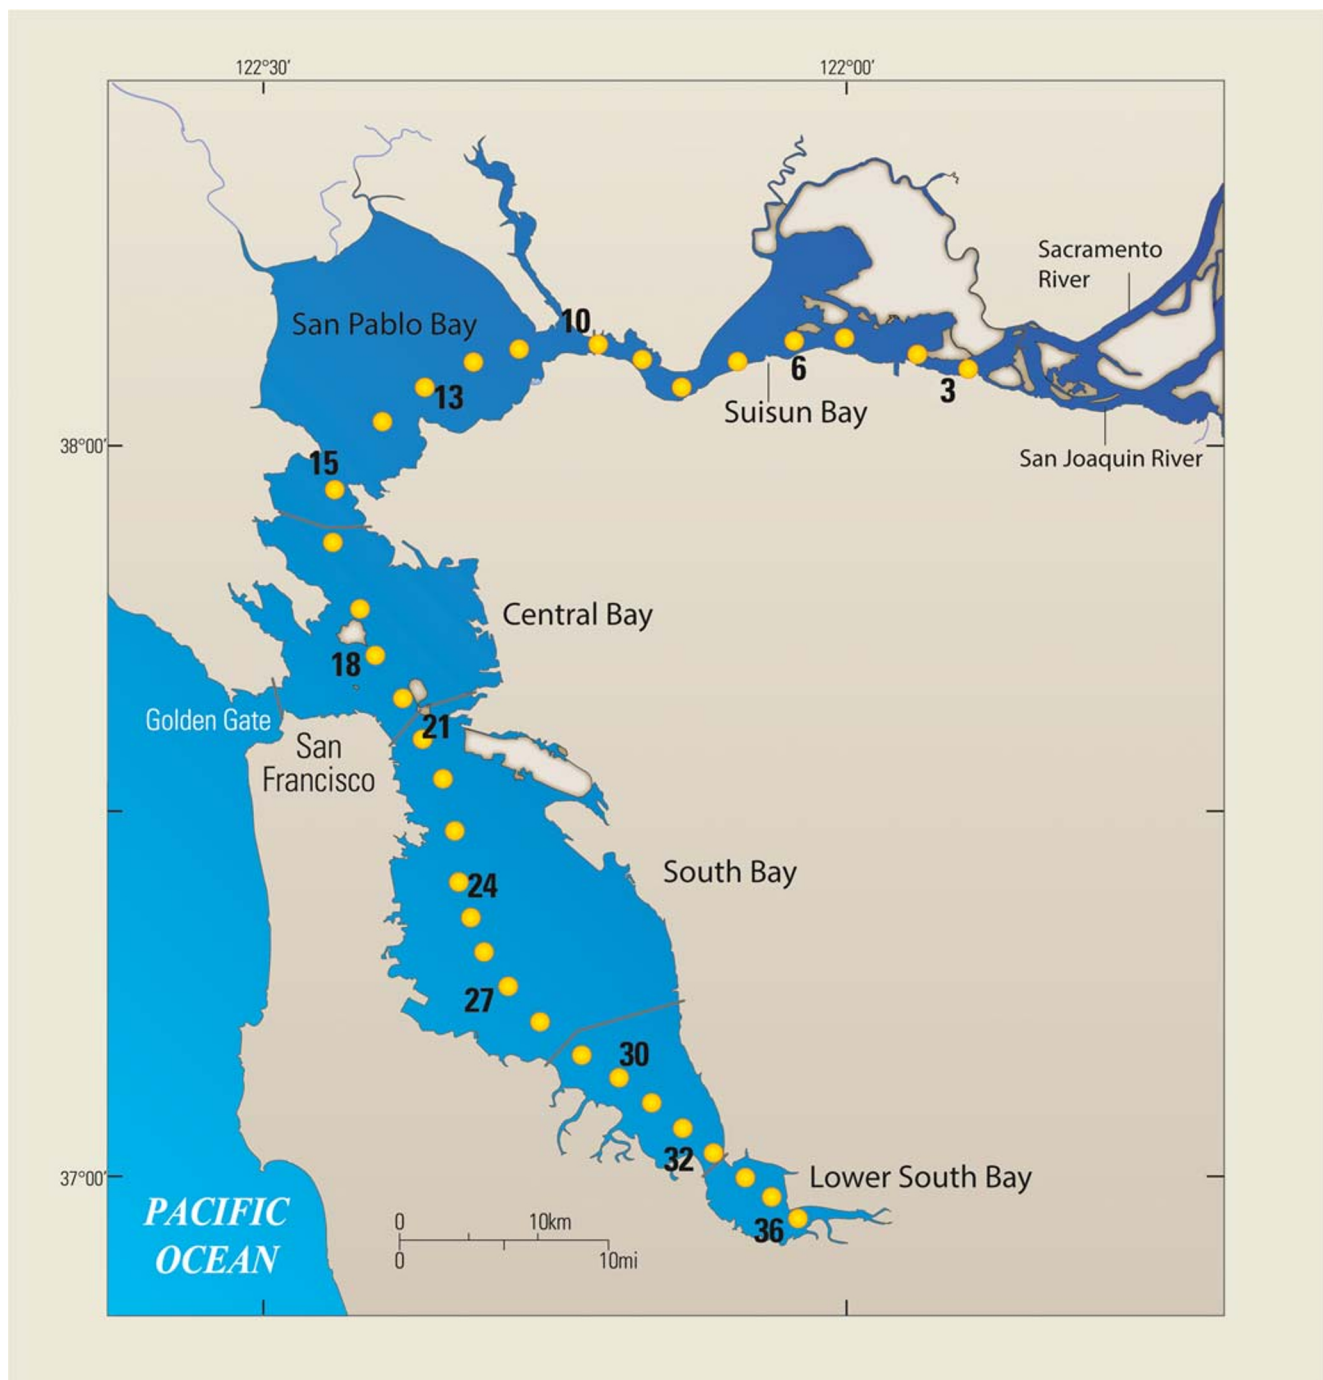 122°30′
122°00′
Sacramento
River
10
San Pablo Bay
6
3
13
Suisun Bay
38°00′
15
San Joaquin River
Central Bay
18
Golden Gate
21
San
Francisco
South Bay
24
27
30
32
37°00′
Lower South Bay
PACIFIC
OCEAN
0
10km
36
0
10mi